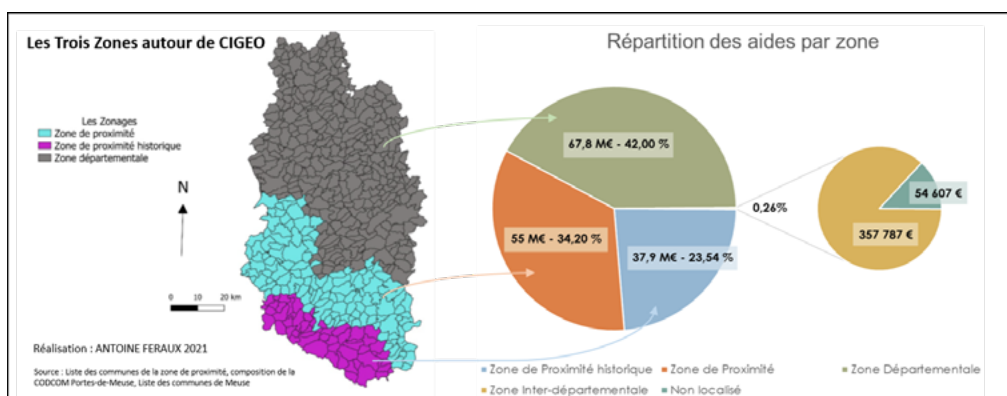 Les Trois Zones autour de CIGEO
Les Zonages
Zone de proximité
Zone de proximité historique
Zone départementale
N
0 10 20 km
Réalisation : ANTOINE FERAUX 2021
Source : Liste des communes de la zone de proximité, composition de la
CODCOM Portes-de-Meuse, Liste des communes de Meuse
Répartition des aides par zone
67,8 M€ - 42,00 %
55 M€ - 34,20 %
37,9 M€ - 23,54 %
0,26%
54 607 €
357 787 €
Zone de Proximité historique
Zone de Proximité
Zone Départementale
Zone Inter-départementale
Non localisé